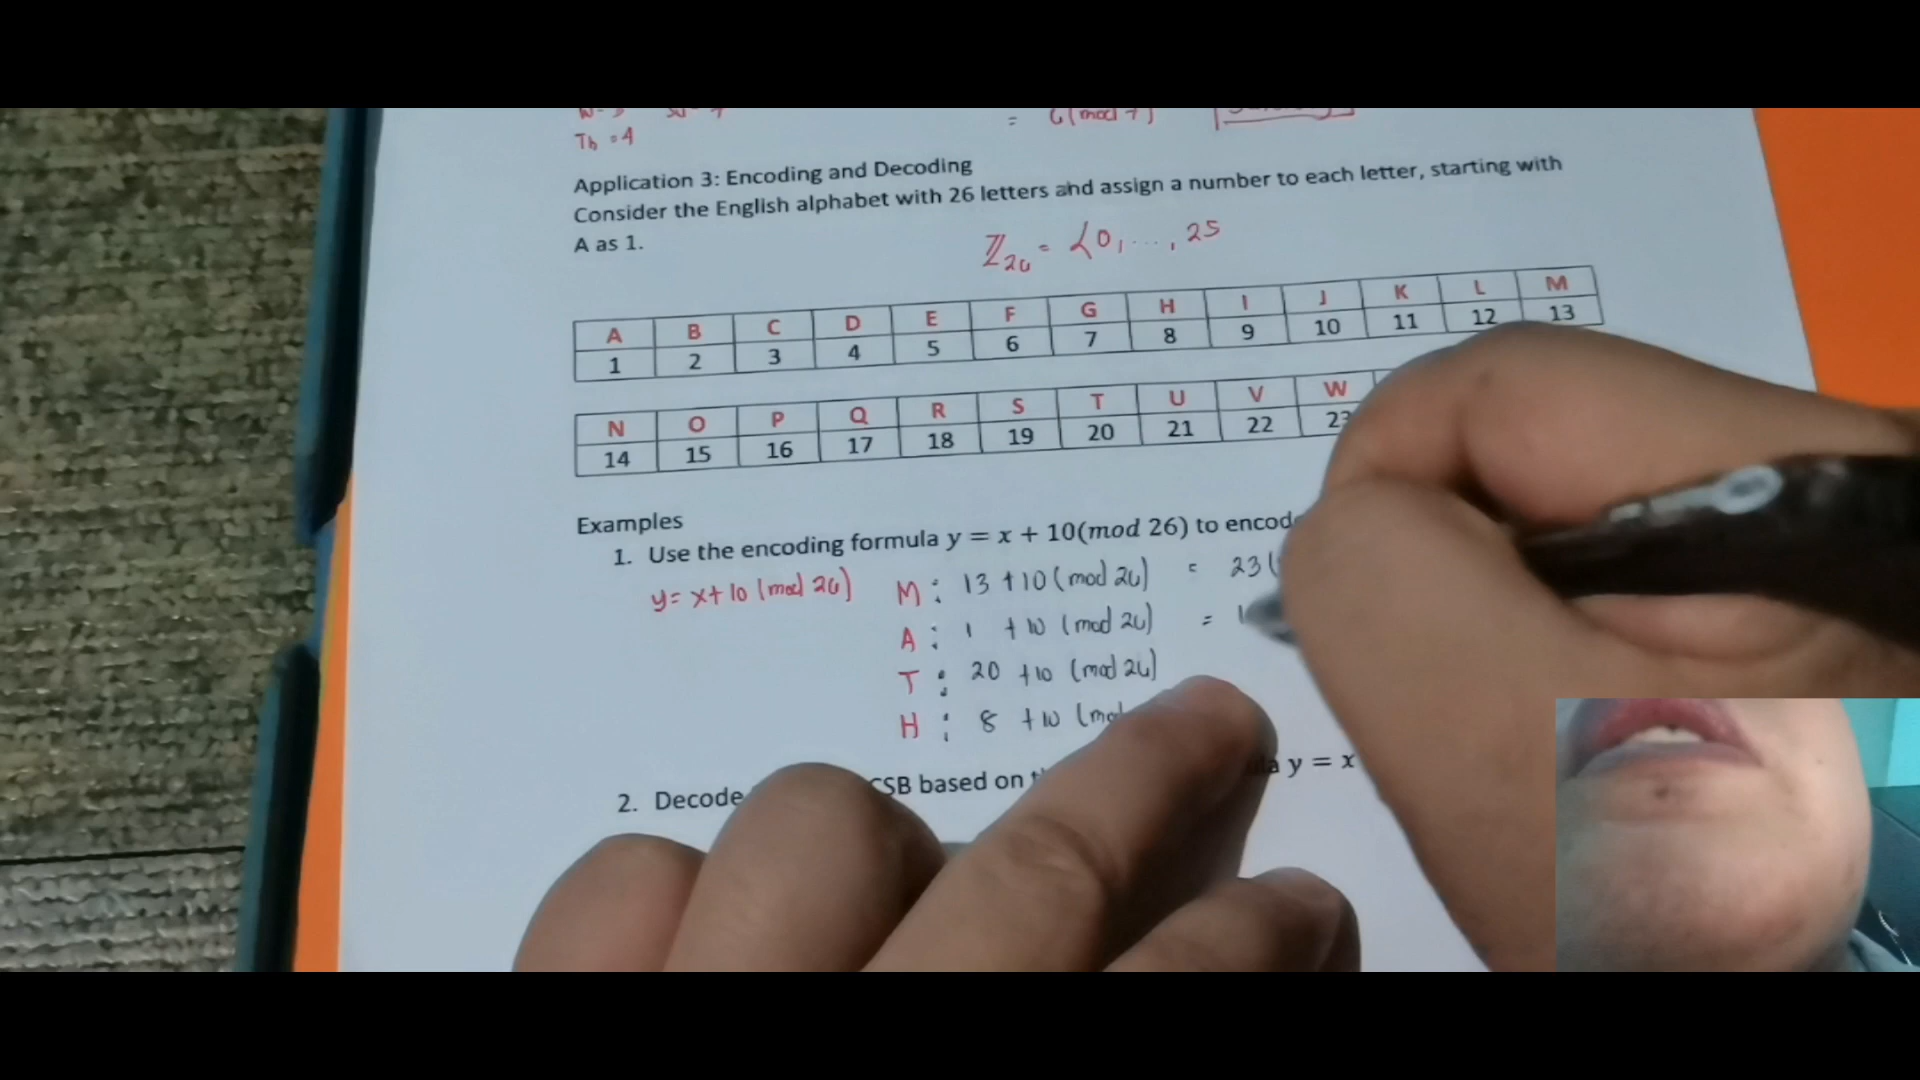 Th = 4
= 6 (mod 7)
Application 3: Encoding and Decoding
Consider the English alphabet with 26 letters and assign a number to each letter, starting with
A as 1.
ℤ26 = {0, ..., 25
A B C D E F G H I J K L M
1 2 3 4 5 6 7 8 9 10 11 12 13
N O P Q R S T U V W
14 15 16 17 18 19 20 21 22 23
Examples
1. Use the encoding formula y = x + 10(mod 26) to encod
y = x + 10 (mod 26) M : 13 + 10 (mod 26) = 23 (
A : 1 + 10 (mod 26) = 1
T : 20 + 10 (mod 26)
H : 8 + 10 (mod
2. Decode CSB based on y = x